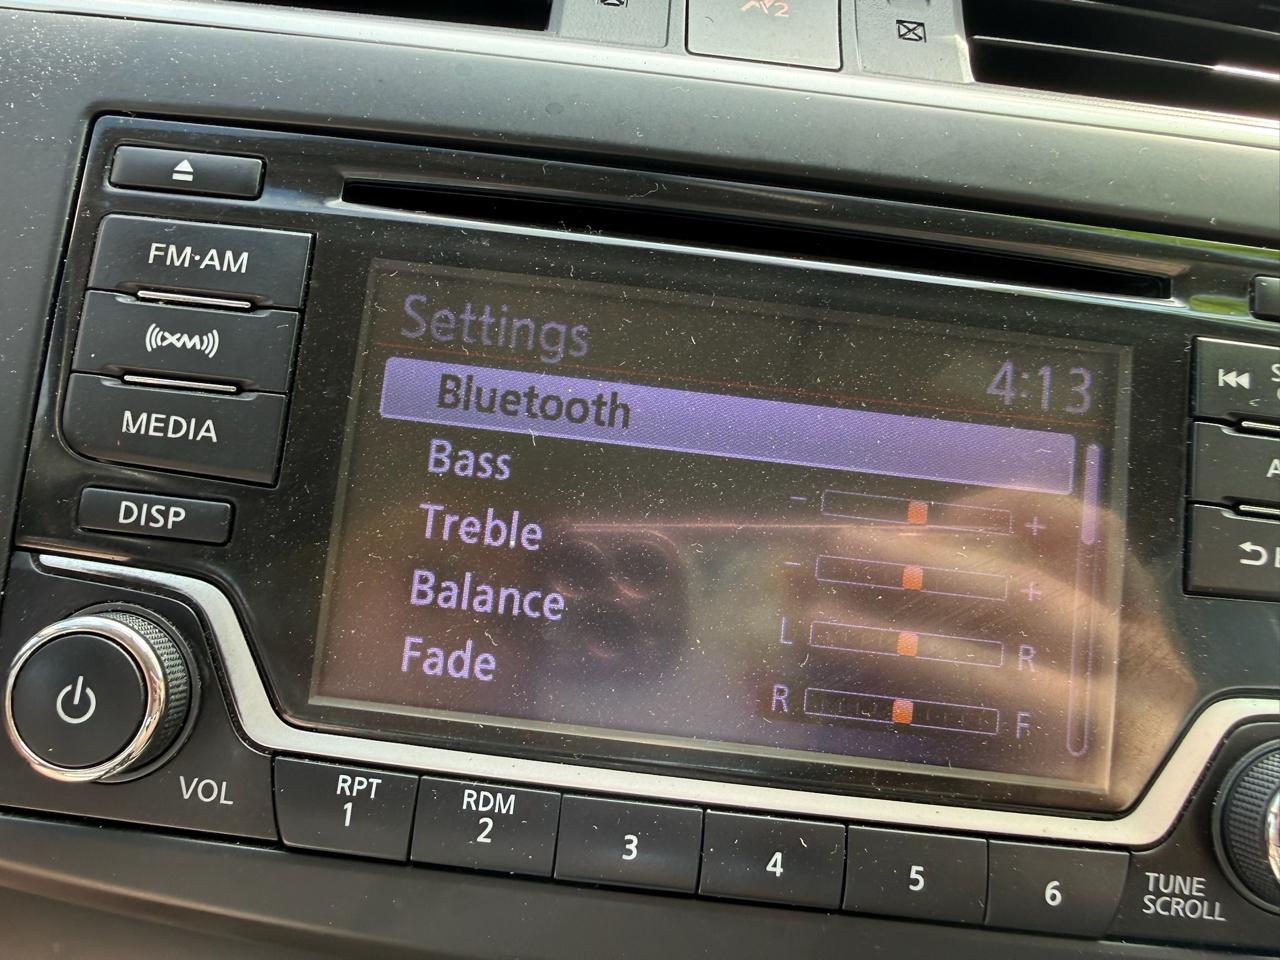 FM·AM
((XM))
MEDIA
DISP
VOL
Settings
4:13
Bluetooth
Bass
- +
Treble
- +
Balance
L R
Fade
R F
RPT
1
RDM
2
3
4
5
6
TUNE
SCROLL